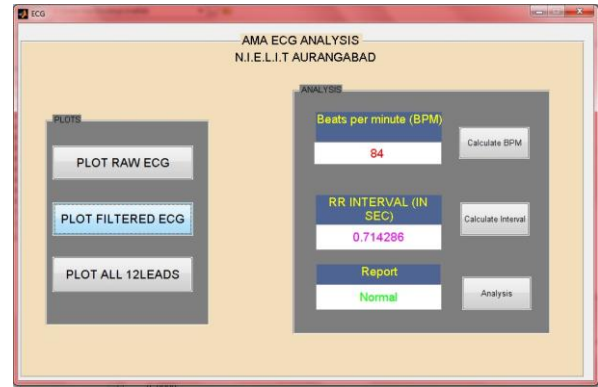 ECG
AMA ECG ANALYSIS
N.I.E.L.I.T AURANGABAD
PLOTS
PLOT RAW ECG
PLOT FILTERED ECG
PLOT ALL 12LEADS
ANALYSIS
Beats per minute (BPM)
84
Calculate BPM
RR INTERVAL (IN
SEC)
0.714286
Calculate Interval
Report
Normal
Analysis